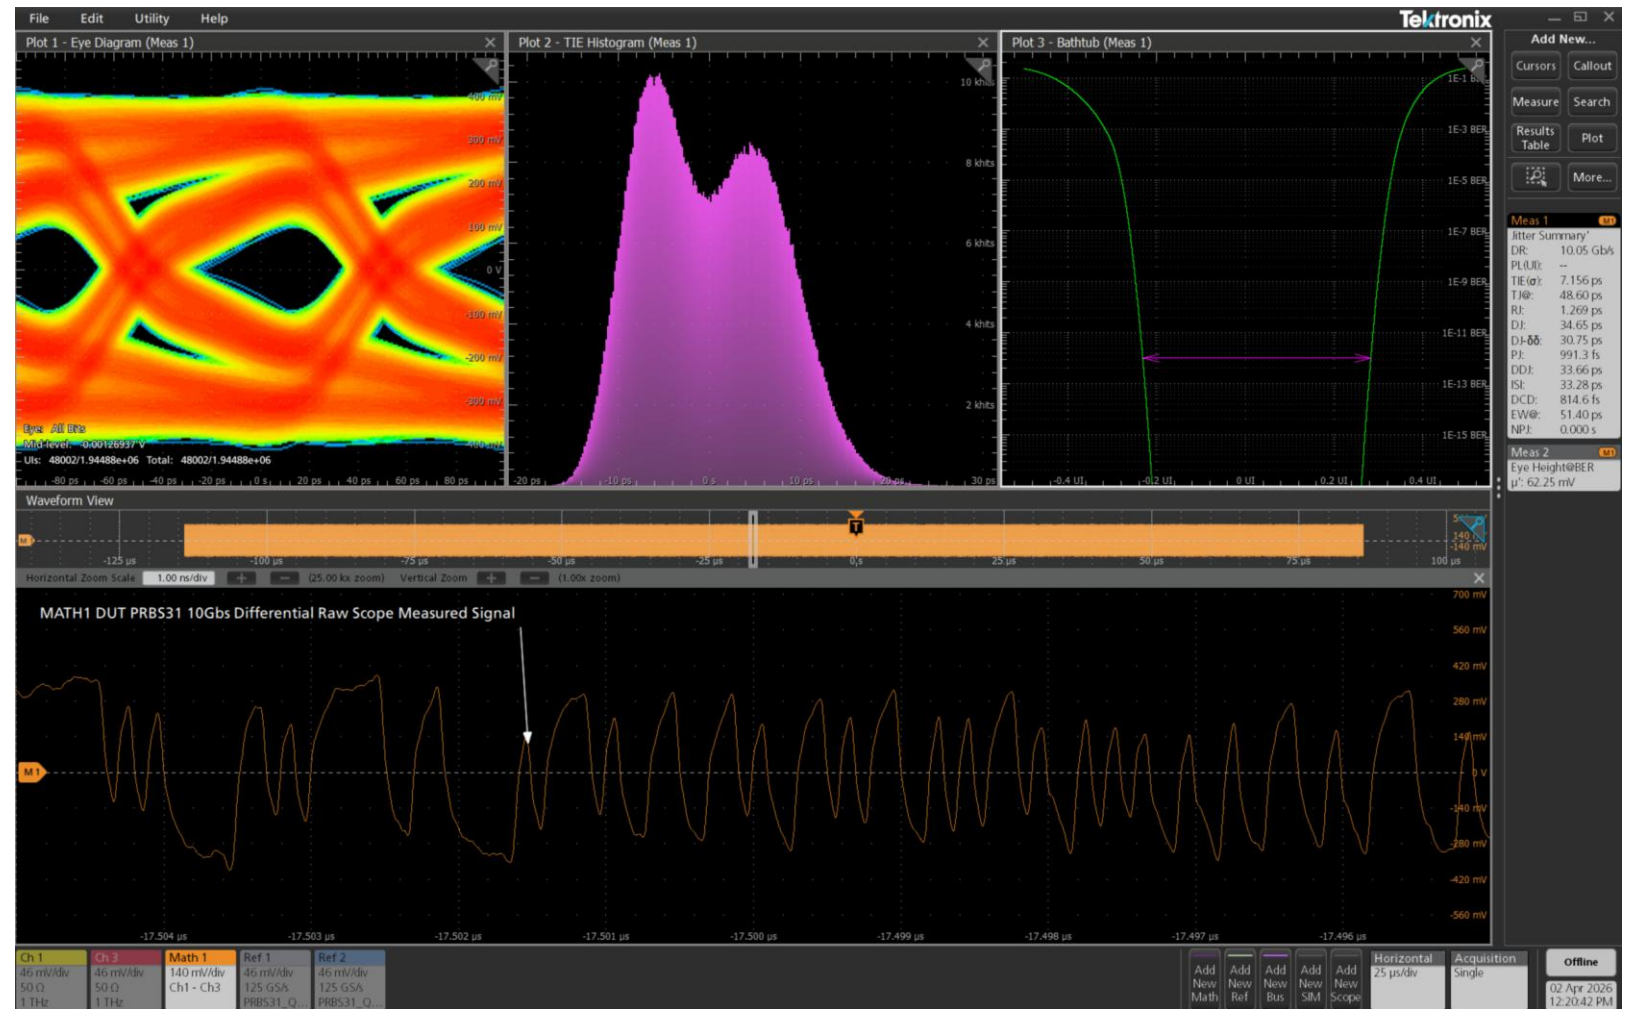 File Edit Utility Help
Tektronix
Plot 1 - Eye Diagram (Meas 1)
400 mV
300 mV
200 mV
100 mV
0 V
-100 mV
-200 mV
-300 mV
-400 mV
Eye: All Bits
Mid-level: -0.00126937 V
UIs: 48002/1.94488e+06 Total: 48002/1.94488e+06
-80 ps -60 ps -40 ps -20 ps 0 s 20 ps 40 ps 60 ps 80 ps
Plot 2 - TIE Histogram (Meas 1)
10 khits
8 khits
6 khits
4 khits
2 khits
-20 ps -10 ps 0 s 10 ps 20 ps 30 ps
Plot 3 - Bathtub (Meas 1)
1E-1 B
1E-3 BER
1E-5 BER
1E-7 BER
1E-9 BER
1E-11 BER
1E-13 BER
1E-15 BER
-0.4 UI -0.2 UI 0 UI 0.2 UI 0.4 UI
Add New...
Cursors Callout
Measure Search
Results Table Plot
More...
Meas 1 M1
Jitter Summary'
DR: 10.05 Gb/s
PL(UI): --
TIE(σ): 7.156 ps
TJ@: 48.60 ps
RJ: 1.269 ps
DJ: 34.65 ps
DJ-δδ: 30.75 ps
PJ: 991.3 fs
DDJ: 33.66 ps
ISI: 33.28 ps
DCD: 814.6 fs
EW@: 51.40 ps
NPJ: 0.000 s
Meas 2 M1
Eye Height@BER
µ': 62.25 mV
Waveform View
M1
T
140 m
-140 mV
-125 µs -100 µs -75 µs -50 µs -25 µs 0 s 25 µs 50 µs 75 µs 100 µs
Horizontal Zoom Scale 1.00 ns/div + - (25.00 kx zoom) Vertical Zoom + - (1.00x zoom)
MATH1 DUT PRBS31 10Gbs Differential Raw Scope Measured Signal
700 mV
560 mV
420 mV
280 mV
140 mV
M1
0 V
-140 mV
-280 mV
-420 mV
-560 mV
-17.504 µs -17.503 µs -17.502 µs -17.501 µs -17.500 µs -17.499 µs -17.498 µs -17.497 µs -17.496 µs
Ch 1
46 mV/div
50 Ω
1 THz
Ch 3
46 mV/div
50 Ω
1 THz
Math 1
140 mV/div
Ch1 - Ch3
Ref 1
46 mV/div
125 GS/s
PRBS31_Q...
Ref 2
46 mV/div
125 GS/s
PRBS31_Q...
Add New Math
Add New Ref
Add New Bus
Add New SIM
Add New Scope
Horizontal
25 µs/div
Acquisition
Single
Offline
02 Apr 2026
12:20:42 PM